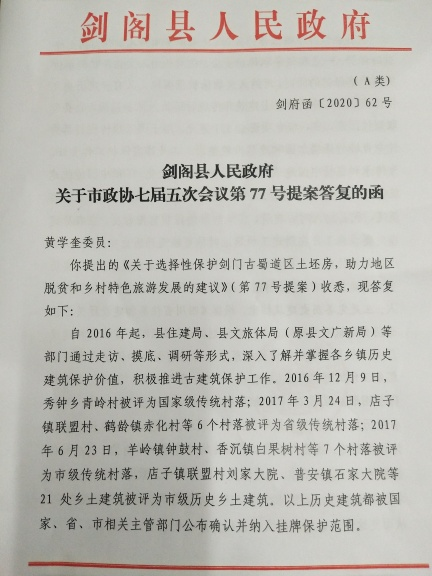 剑阁县人民政府
（A类）
剑府函〔2020〕62号
剑阁县人民政府
关于市政协七届五次会议第77号提案答复的函
黄学奎委员：
你提出的《关于选择性保护剑门古蜀道区土坯房，助力地区
脱贫和乡村特色旅游发展的建议》（第77号提案）收悉，现答复
如下：
自2016年起，县住建局、县文旅体局（原县文广新局）等
部门通过走访、摸底、调研等形式，深入了解并掌握各乡镇历史
建筑保护价值，积极推进古建筑保护工作。2016年12月9日，
秀钟乡青岭村被评为国家级传统村落；2017年3月24日，店子
镇联盟村、鹤龄镇赤化村等6个村落被评为省级传统村落；2017
年6月23日，羊岭镇钟鼓村、香沉镇白果树村等7个村落被评
为市级传统村落，店子镇联盟村刘家大院、普安镇石家大院等
21处乡土建筑被评为市级历史乡土建筑。以上历史建筑都被国
家、省、市相关主管部门公布确认并纳入挂牌保护范围。